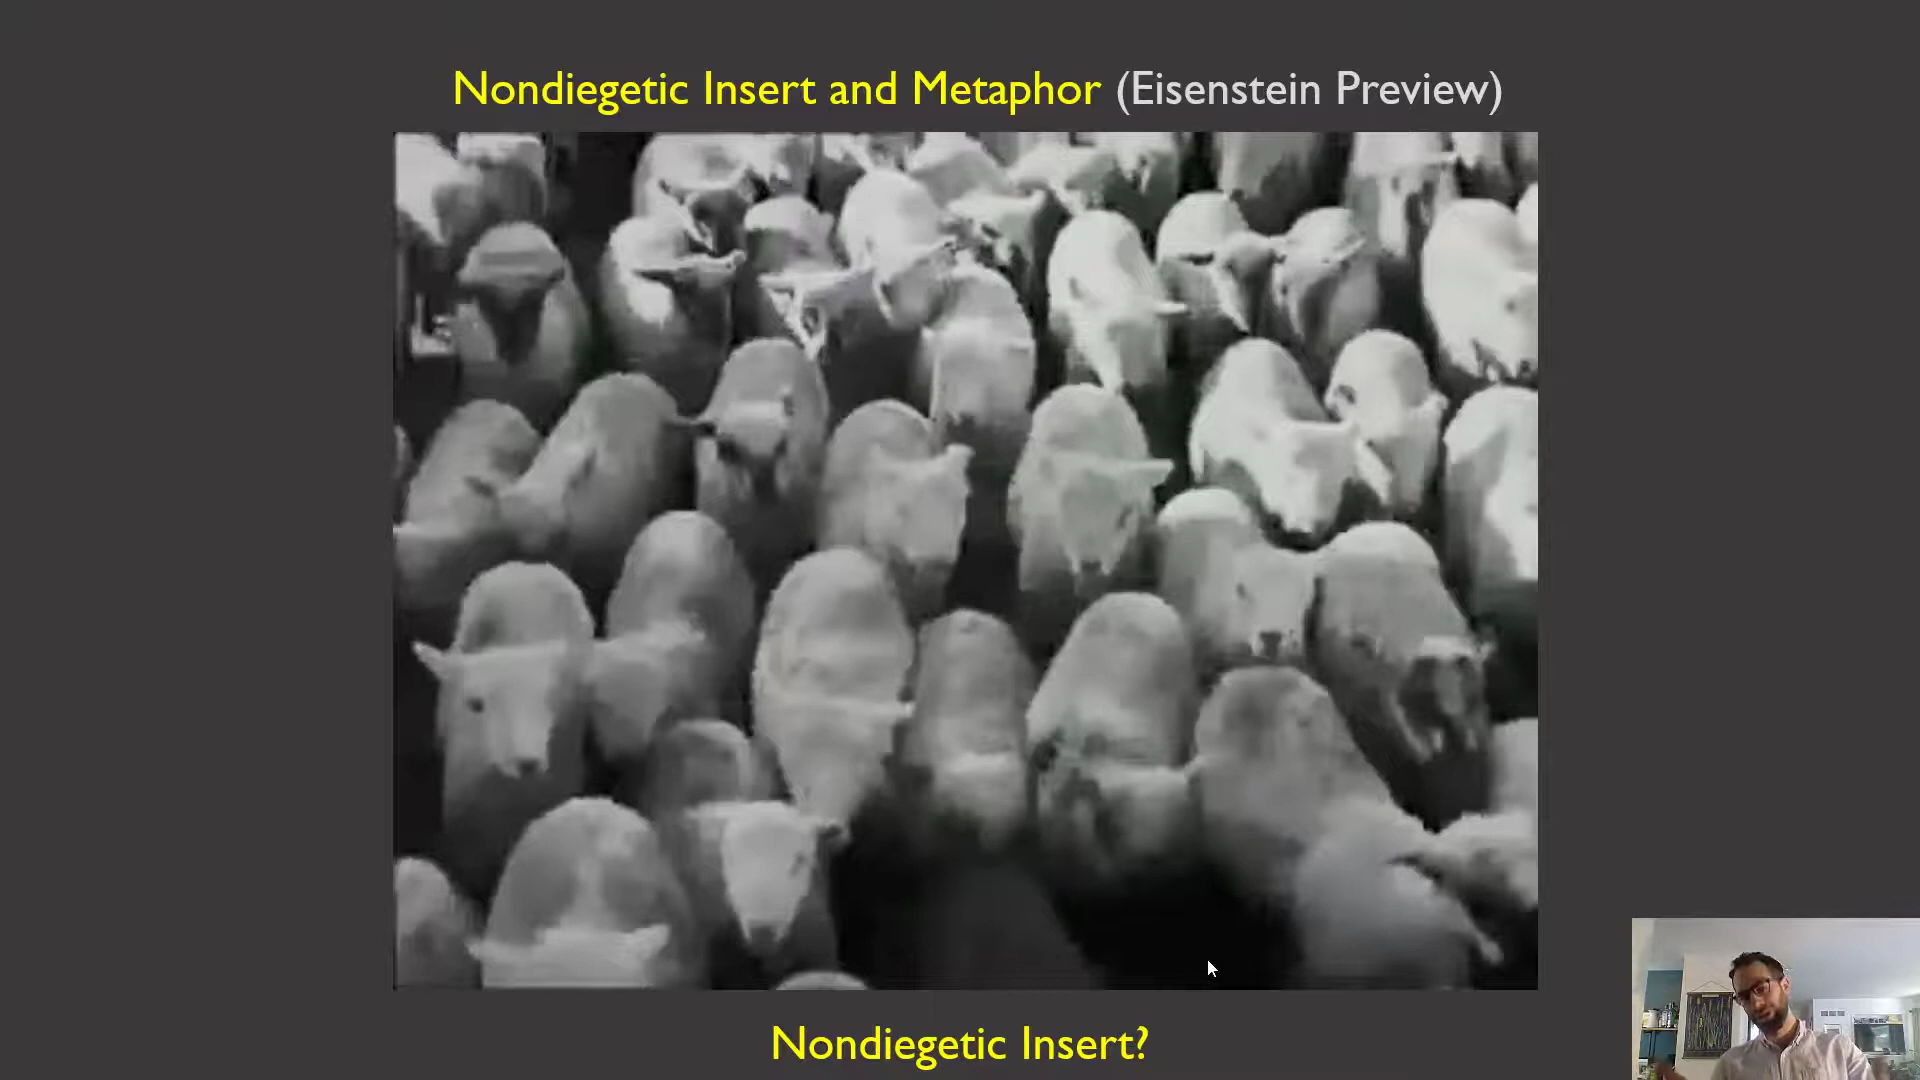 Nondiegetic Insert and Metaphor (Eisenstein Preview)
Nondiegetic Insert?